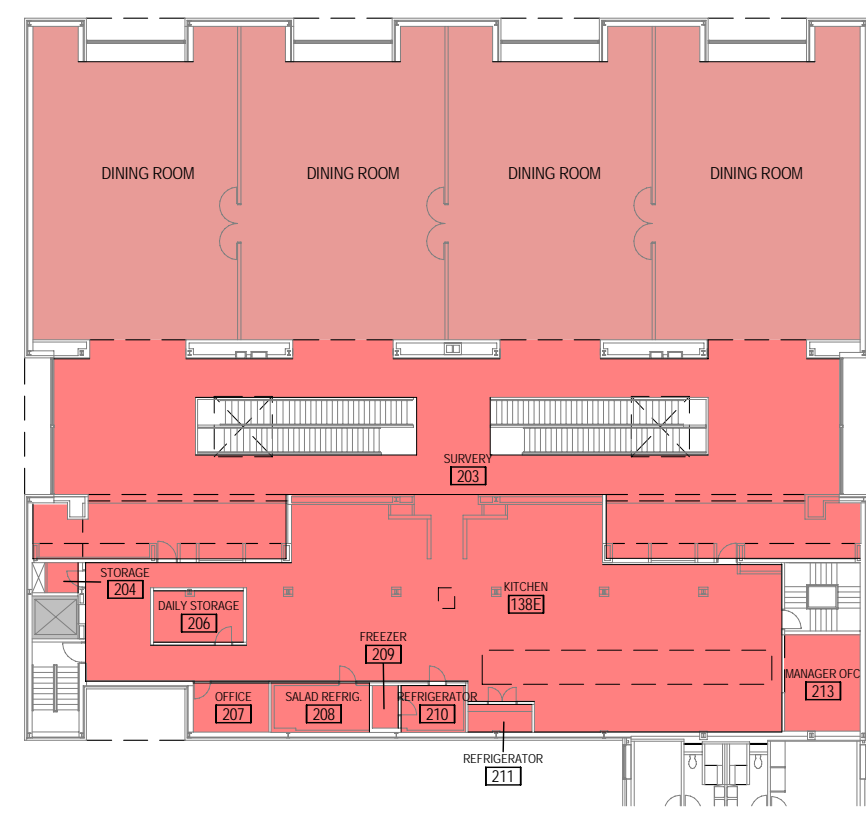 DINING ROOM
DINING ROOM
DINING ROOM
DINING ROOM
SURVERY
203
STORAGE
204
DAILY STORAGE
206
KITCHEN
138E
FREEZER
209
OFFICE
207
SALAD REFRIG.
208
REFRIGERATOR
210
MANAGER OFC
213
REFRIGERATOR
211